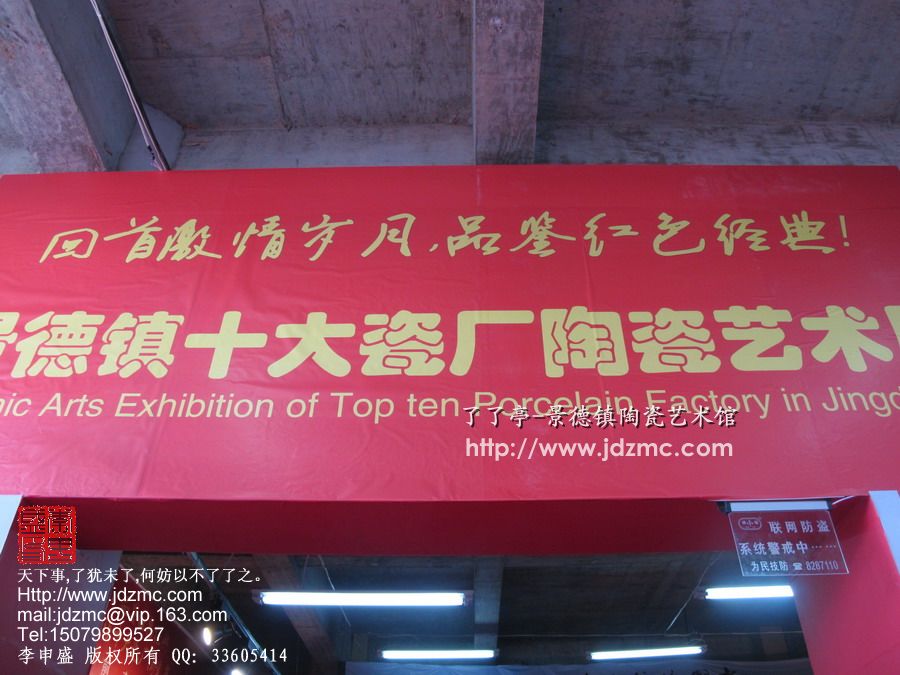 回首激情岁月,品鉴红色经典!
景德镇十大瓷厂陶瓷艺术
mic Arts Exhibition of Top ten Porcelain Factory in Jingd
了了亭-景德镇陶瓷艺术馆
http://www.jdzmc.com
联网防盗
系统警戒中……
为民技防☎8287110
天下事,了犹未了,何妨以不了了之。
Http://www.jdzmc.com
mail:jdzmc@vip.163.com
Tel:15079899527
李申盛 版权所有 QQ: 33605414